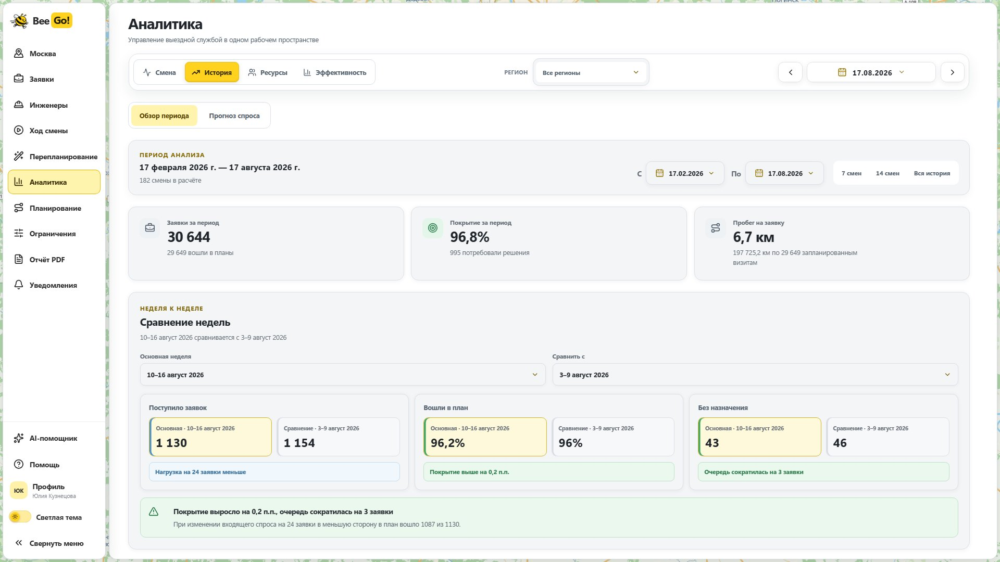 Bee Go!
Москва
Заявки
Инженеры
Ход смены
Перепланирование
Аналитика
Планирование
Ограничения
Отчёт PDF
Уведомления
AI-помощник
Помощь
ЮК
Профиль
Юлия Кузнецова
Светлая тема
Свернуть меню
Аналитика
Управление выездной службой в одном рабочем пространстве
Смена
История
Ресурсы
Эффективность
РЕГИОН
Все регионы
17.08.2026
Обзор периода
Прогноз спроса
ПЕРИОД АНАЛИЗА
17 февраля 2026 г. — 17 августа 2026 г.
182 смены в расчёте
С
17.02.2026
По
17.08.2026
7 смен
14 смен
Вся история
Заявки за период
30 644
29 649 вошли в планы
Покрытие за период
96,8%
995 потребовали решения
Пробег на заявку
6,7 км
197 725,2 км по 29 649 запланированным
визитам
НЕДЕЛЯ К НЕДЕЛЕ
Сравнение недель
10–16 август 2026 сравнивается с 3–9 август 2026
Основная неделя
10–16 август 2026
Сравнить с
3–9 август 2026
Поступило заявок
Основная · 10–16 август 2026
1 130
Сравнение · 3–9 август 2026
1 154
Нагрузка на 24 заявки меньше
Вошли в план
Основная · 10–16 август 2026
96,2%
Сравнение · 3–9 август 2026
96%
Покрытие выше на 0,2 п.п.
Без назначения
Основная · 10–16 август 2026
43
Сравнение · 3–9 август 2026
46
Очередь сократилась на 3 заявки
Покрытие выросло на 0,2 п.п., очередь сократилась на 3 заявки
При изменении входящего спроса на 24 заявки в меньшую сторону в план вошло 1087 из 1130.